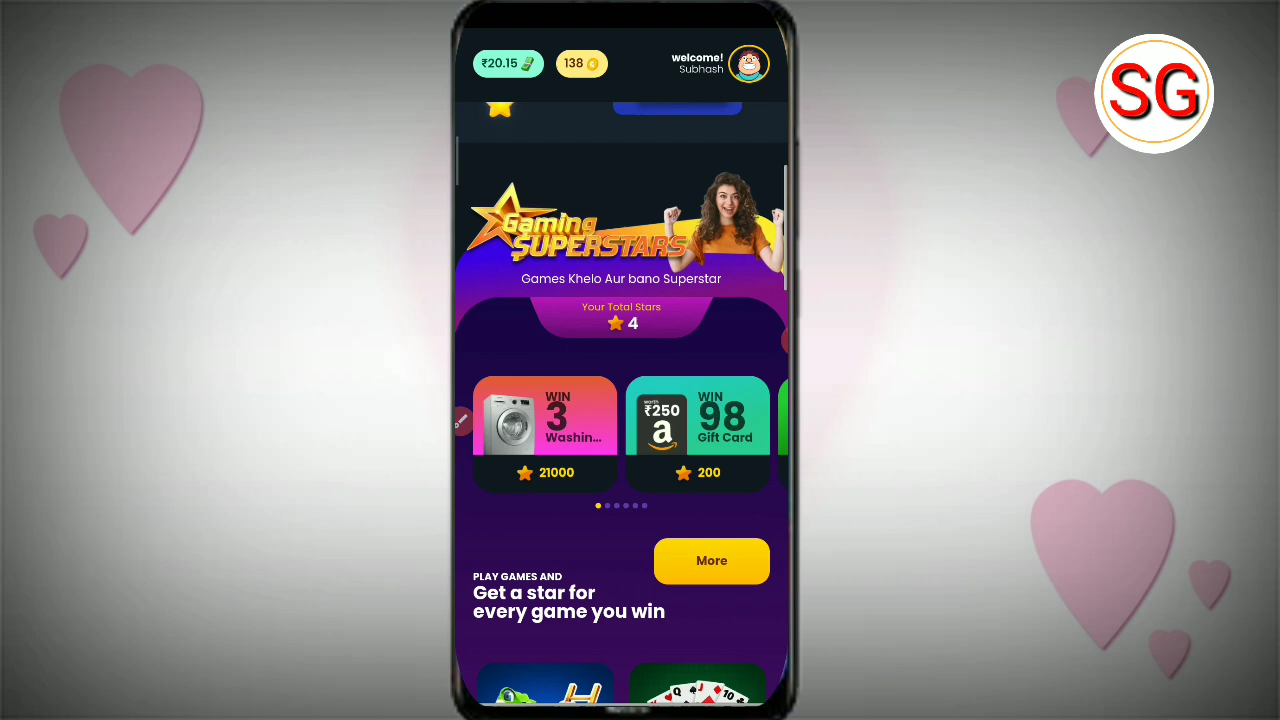 ₹20.15
138
welcome!
Subhash
SG
Gaming
SUPERSTARS
Games Khelo Aur bano Superstar
Your Total Stars
4
WIN
3
Washin...
21000
worth
₹250
a
WIN
98
Gift Card
200
More
PLAY GAMES AND
Get a star for
every game you win
Q
J
10